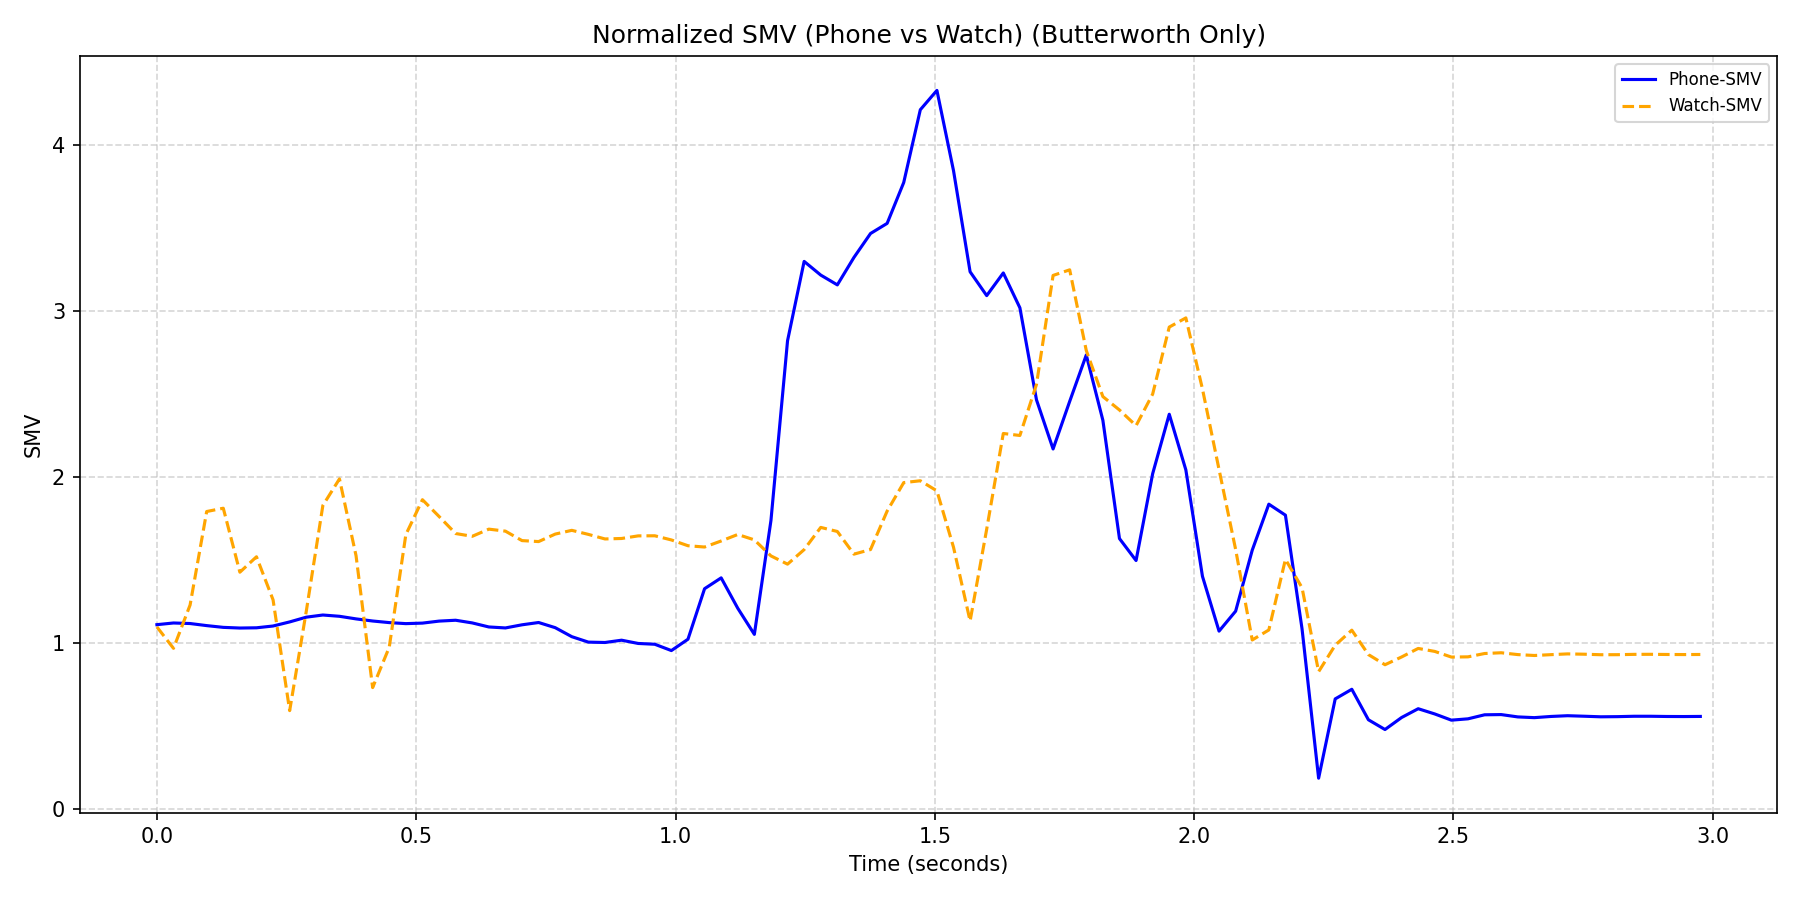 Normalized SMV (Phone vs Watch) (Butterworth Only)
Phone-SMV
Watch-SMV
4
3
2
1
0
SMV
0.0 0.5 1.0 1.5 2.0 2.5 3.0
Time (seconds)